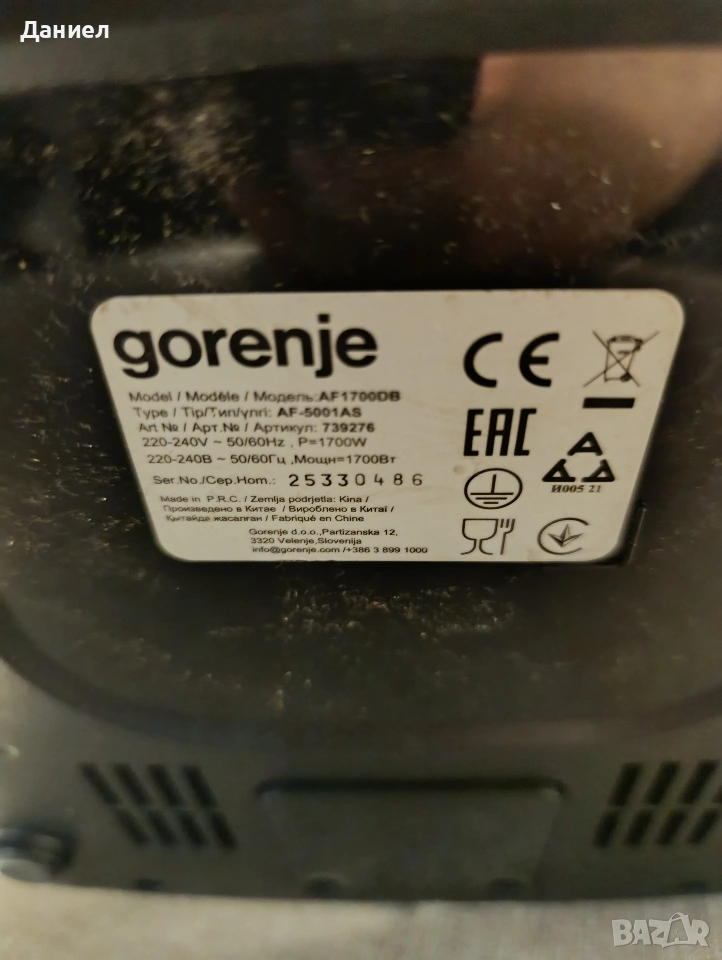 Даниел
gorenje
Model / Modéle / Модель:AF1700DB
Type / Tip/Тип/үлгі: AF-5001AS
Art № / Арт.№ / Артикул: 739276
220-240V ~ 50/60Hz , P=1700W
220-240В ~ 50/60Гц ,Мощн=1700Вт
Ser.No./Сер.Ном.: 25330486
Made in P.R.C. / Zemlja podrjetla: Kina /
Произведено в Китае / Вироблено в Китаї /
Қытайде жасалған / Fabriqué en Chine
Gorenje d.o.o.,Partizanska 12,
3320 Velenje,Slovenija
info@gorenje.com /+386 3 899 1000
CE
EAC
И005 21
BAZAR